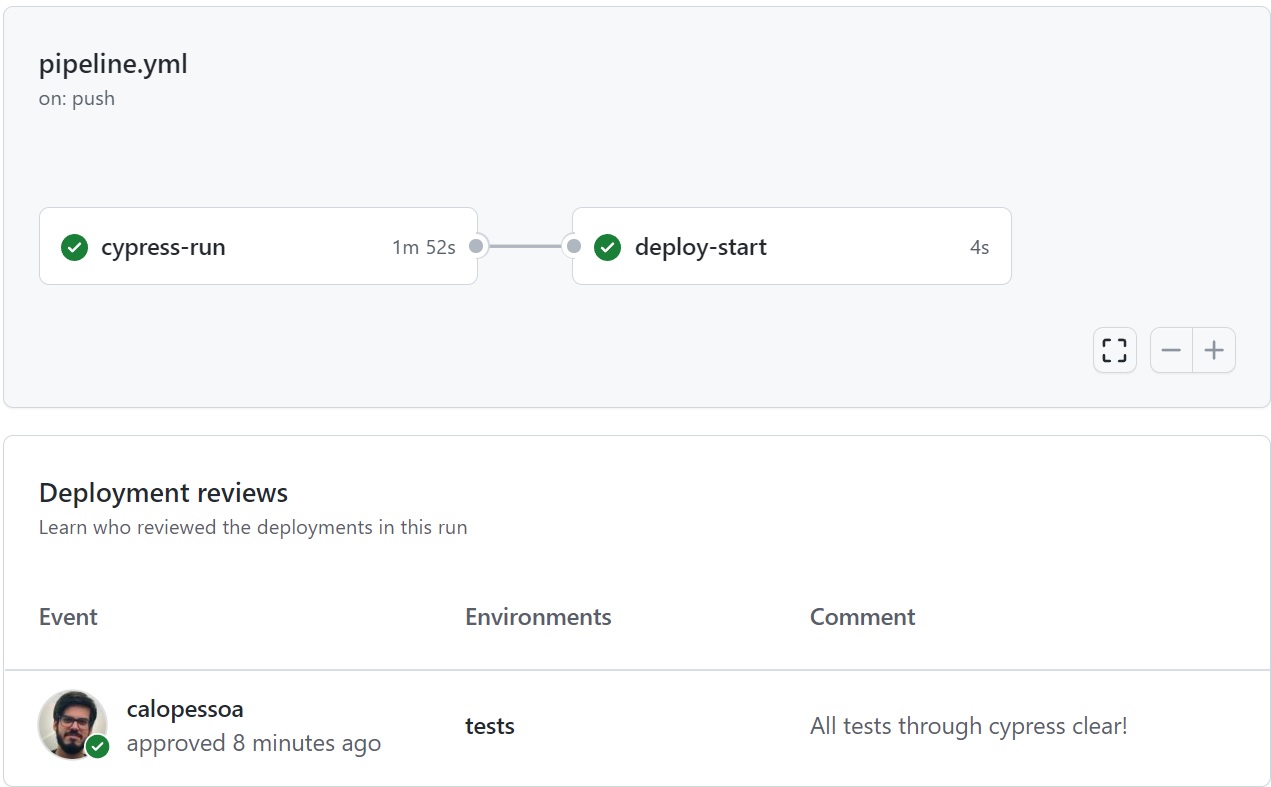 pipeline.yml
on: push
cypress-run 1m 52s deploy-start 4s
Deployment reviews
Learn who reviewed the deployments in this run
Event Environments Comment
calopessoa
approved 8 minutes ago tests All tests through cypress clear!